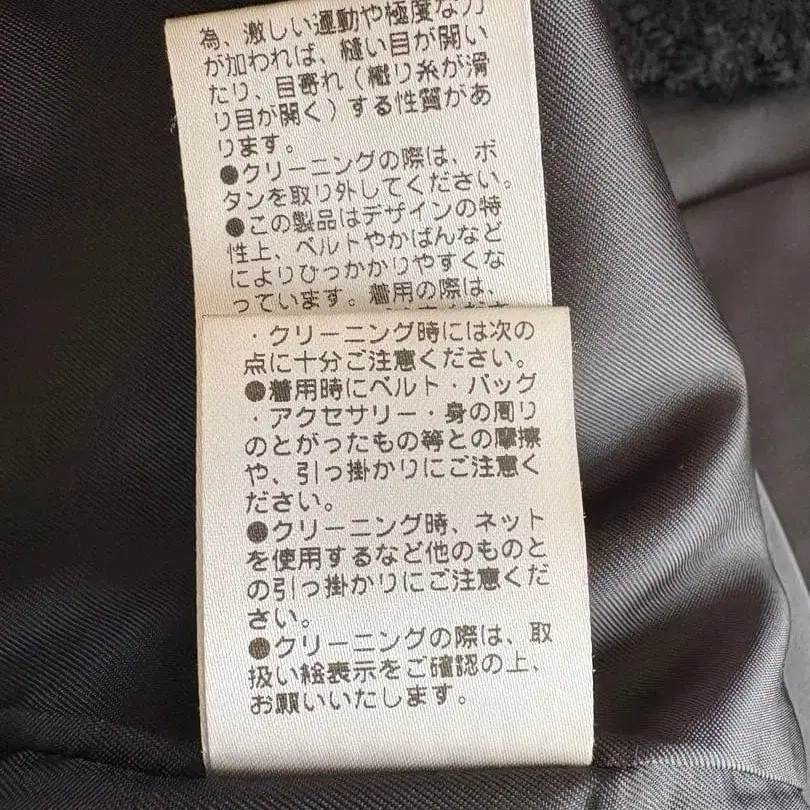 為、激しい運動や極度な力
が加われば、縫い目が開い
たり、目寄れ（織り糸が滑
り目が開く）する性質があ
ります。
●クリーニングの際は、ボ
タンを取り外してください。
●この製品はデザインの特
性上、ベルトやかばんなど
によりひっかかりやすくな
っています。着用の際は、
・クリーニング時には次の
点に十分ご注意ください。
●着用時にベルト・バッグ
・アクセサリー・身の周り
のとがったもの等との摩擦
や、引っ掛かりにご注意く
ださい。
●クリーニング時、ネット
を使用するなど他のものと
の引っ掛かりにご注意くだ
さい。
●クリーニングの際は、取
扱い絵表示をご確認の上、
お願いいたします。